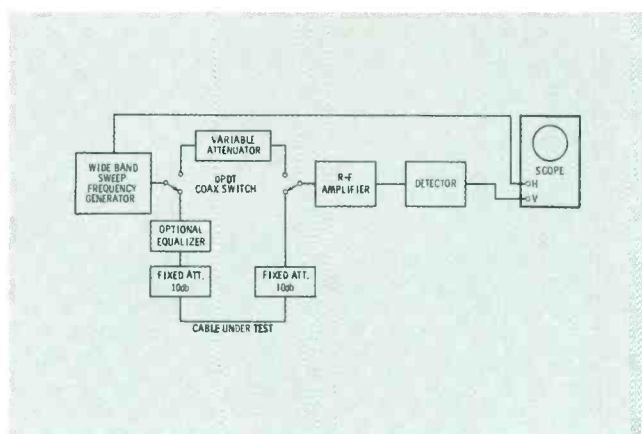 VARIABLE
ATTENUATOR
WIDE BAND
SWEEP
FREQUENCY
GENERATOR
DPDT
COAX SWITCH
R-F
AMPLIFIER
DETECTOR
SCOPE
H
V
OPTIONAL
EQUALIZER
FIXED ATT.
10db
FIXED ATT.
10db
CABLE UNDER TEST